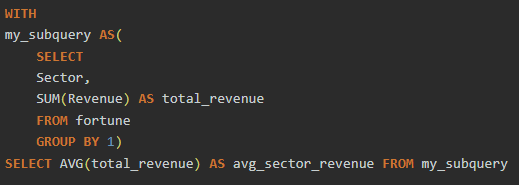 WITH
my_subquery AS(
    SELECT
    Sector,
    SUM(Revenue) AS total_revenue
    FROM fortune
    GROUP BY 1)
SELECT AVG(total_revenue) AS avg_sector_revenue FROM my_subquery